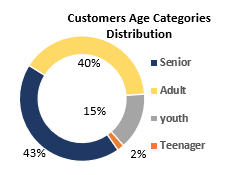 Customers Age Categories
Distribution
40%
15%
43%
2%
Senior
Adult
youth
Teenager